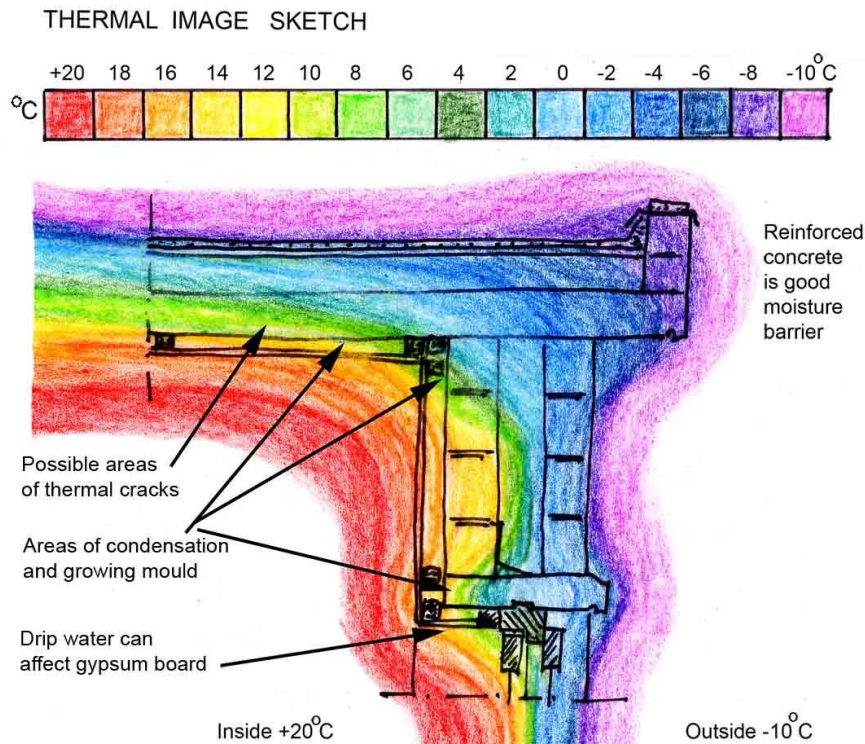 THERMAL IMAGE SKETCH
+20 18 16 14 12 10 8 6 4 2 0 -2 -4 -6 -8 -10°C
°C
Reinforced
concrete
is good
moisture
barrier
Possible areas
of thermal cracks
Areas of condensation
and growing mould
Drip water can
affect gypsum board
Inside +20°C
Outside -10°C